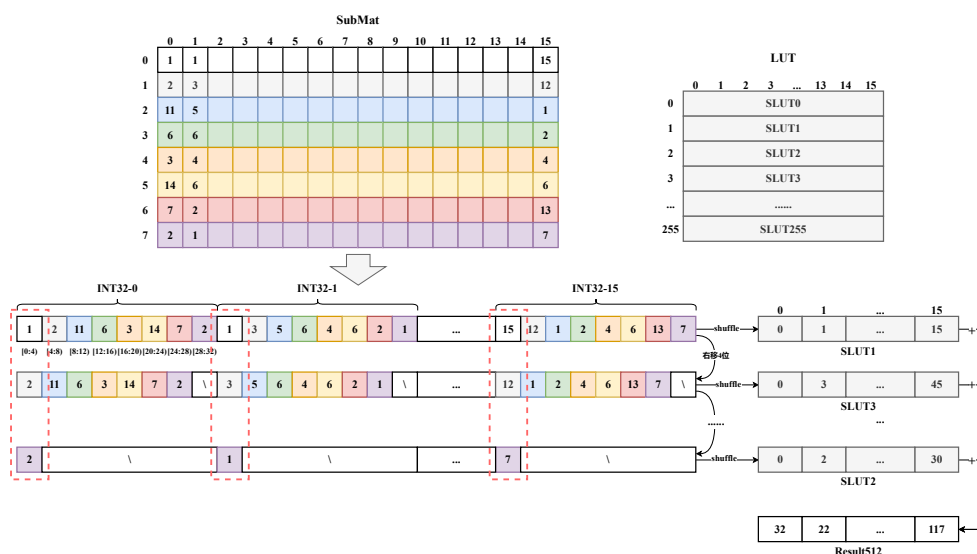 SubMat
0 1 2 3 4 5 6 7 8 9 10 11 12 13 14 15
0 1 1 15
1 2 3 12
2 11 5 1
3 6 6 2
4 3 4 4
5 14 6 6
6 7 2 13
7 2 1 7
LUT
0 1 2 3 ... 13 14 15
0 SLUT0
1 SLUT1
2 SLUT2
3 SLUT3
... ......
255 SLUT255
INT32-0 INT32-1 INT32-15
1 2 11 6 3 14 7 2 1 3 5 6 4 6 2 1 ... 15 12 1 2 4 6 13 7
[0:4) [4:8) [8:12) [12:16) [16:20) [20:24) [24:28) [28:32)
shuffle
0 1 ... 15
0 1 ... 15 +
SLUT1
右移4位
2 11 6 3 14 7 2 \ 3 5 6 4 6 2 1 \ ... 12 1 2 4 6 13 7 \
shuffle
0 3 ... 45 +
SLUT3
...
......
2 \ 1 \ ... 7 \
shuffle
0 2 ... 30 +
SLUT2
32 22 ... 117
Result512